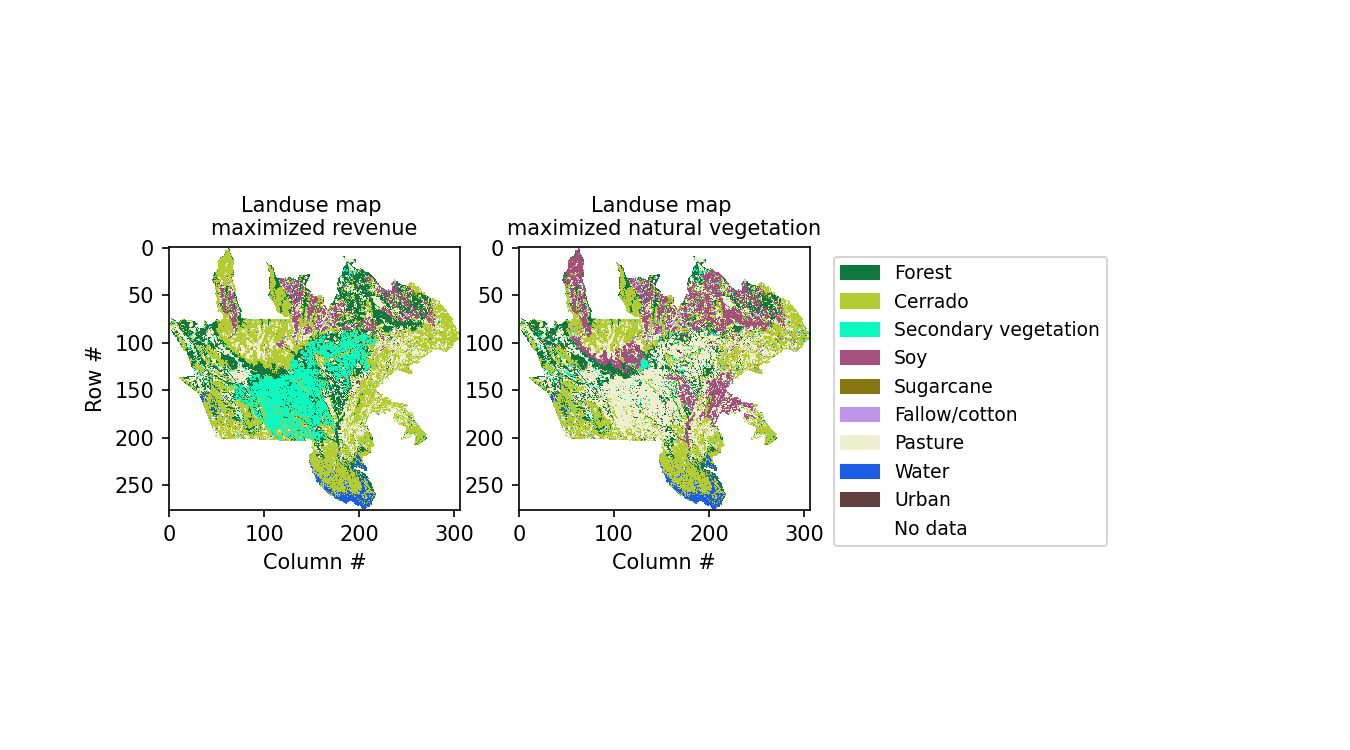 Landuse map
maximized revenue
Landuse map
maximized natural vegetation
0
50
100
150
200
250
Row #
0
100
200
300
Column #
0
50
100
150
200
250
0
100
200
300
Column #
Forest
Cerrado
Secondary vegetation
Soy
Sugarcane
Fallow/cotton
Pasture
Water
Urban
No data